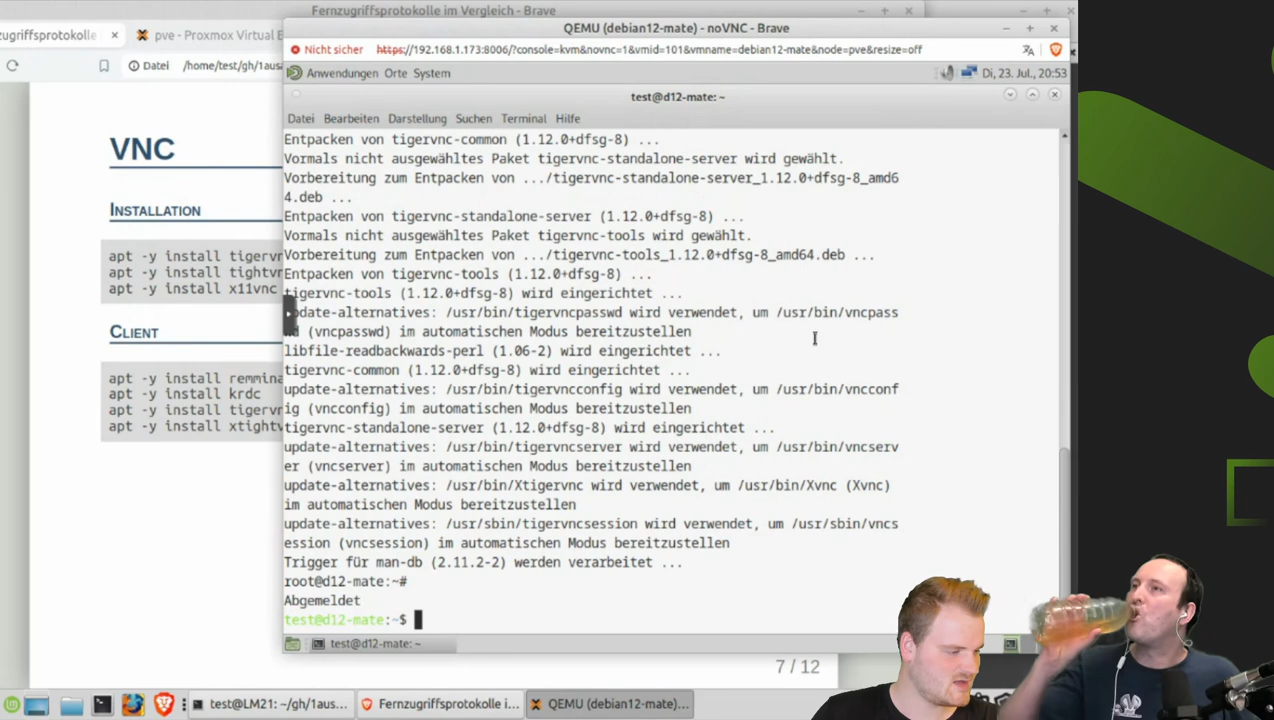 Fernzugriffsprotokolle im Vergleich - Brave
QEMU (debian12-mate) - noVNC - Brave
zugriffsprotokolle
pve - Proxmox Virtual E
Nicht sicher https://192.168.1.173:8006/?console=kvm&novnc=1&vmid=101&vmname=debian12-mate&node=pve&resize=off
Datei /home/test/gh/1aus
Anwendungen Orte System
Di, 23. Jul., 20:53
test@d12-mate: ~
Datei Bearbeiten Darstellung Suchen Terminal Hilfe
VNC
Installation
apt -y install tigervn
apt -y install tightvn
apt -y install x11vnc
Client
apt -y install remmina
apt -y install krdc
apt -y install tigervn
apt -y install xtightv
Entpacken von tigervnc-common (1.12.0+dfsg-8) ...
Vormals nicht ausgewähltes Paket tigervnc-standalone-server wird gewählt.
Vorbereitung zum Entpacken von .../tigervnc-standalone-server_1.12.0+dfsg-8_amd6
4.deb ...
Entpacken von tigervnc-standalone-server (1.12.0+dfsg-8) ...
Vormals nicht ausgewähltes Paket tigervnc-tools wird gewählt.
Vorbereitung zum Entpacken von .../tigervnc-tools_1.12.0+dfsg-8_amd64.deb ...
Entpacken von tigervnc-tools (1.12.0+dfsg-8) ...
tigervnc-tools (1.12.0+dfsg-8) wird eingerichtet ...
pdate-alternatives: /usr/bin/tigervncpasswd wird verwendet, um /usr/bin/vncpass
d (vncpasswd) im automatischen Modus bereitzustellen
libfile-readbackwards-perl (1.06-2) wird eingerichtet ...
tigervnc-common (1.12.0+dfsg-8) wird eingerichtet ...
update-alternatives: /usr/bin/tigervncconfig wird verwendet, um /usr/bin/vncconf
ig (vncconfig) im automatischen Modus bereitzustellen
tigervnc-standalone-server (1.12.0+dfsg-8) wird eingerichtet ...
update-alternatives: /usr/bin/tigervncserver wird verwendet, um /usr/bin/vncserv
er (vncserver) im automatischen Modus bereitzustellen
update-alternatives: /usr/bin/Xtigervnc wird verwendet, um /usr/bin/Xvnc (Xvnc)
im automatischen Modus bereitzustellen
update-alternatives: /usr/sbin/tigervncsession wird verwendet, um /usr/sbin/vncs
ession (vncsession) im automatischen Modus bereitzustellen
Trigger für man-db (2.11.2-2) werden verarbeitet ...
root@d12-mate:~#
Abgemeldet
test@d12-mate:~$
test@d12-mate: ~
7 / 12
test@LM21: ~/gh/1aus...
Fernzugriffsprotokolle i...
QEMU (debian12-mate)...